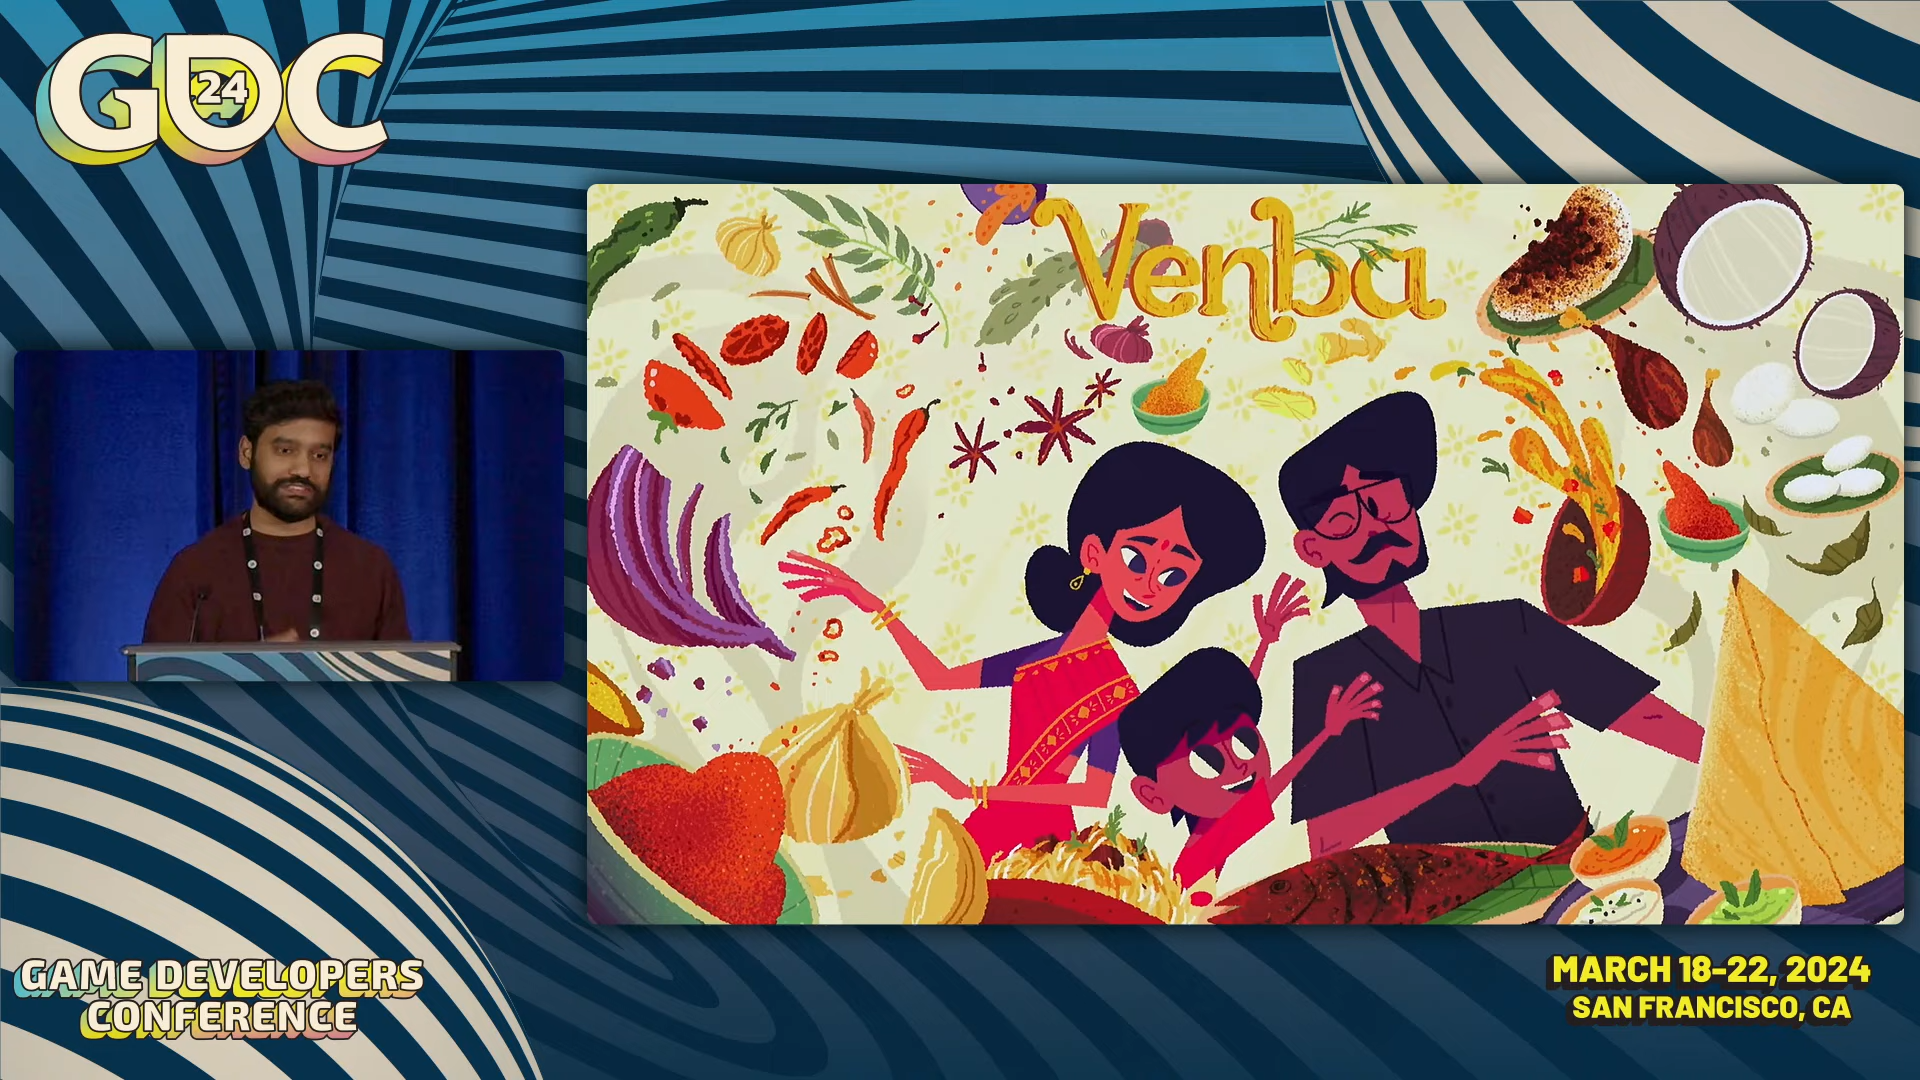 GDC
24
Venba
GAME DEVELOPERS
CONFERENCE
MARCH 18-22, 2024
SAN FRANCISCO, CA